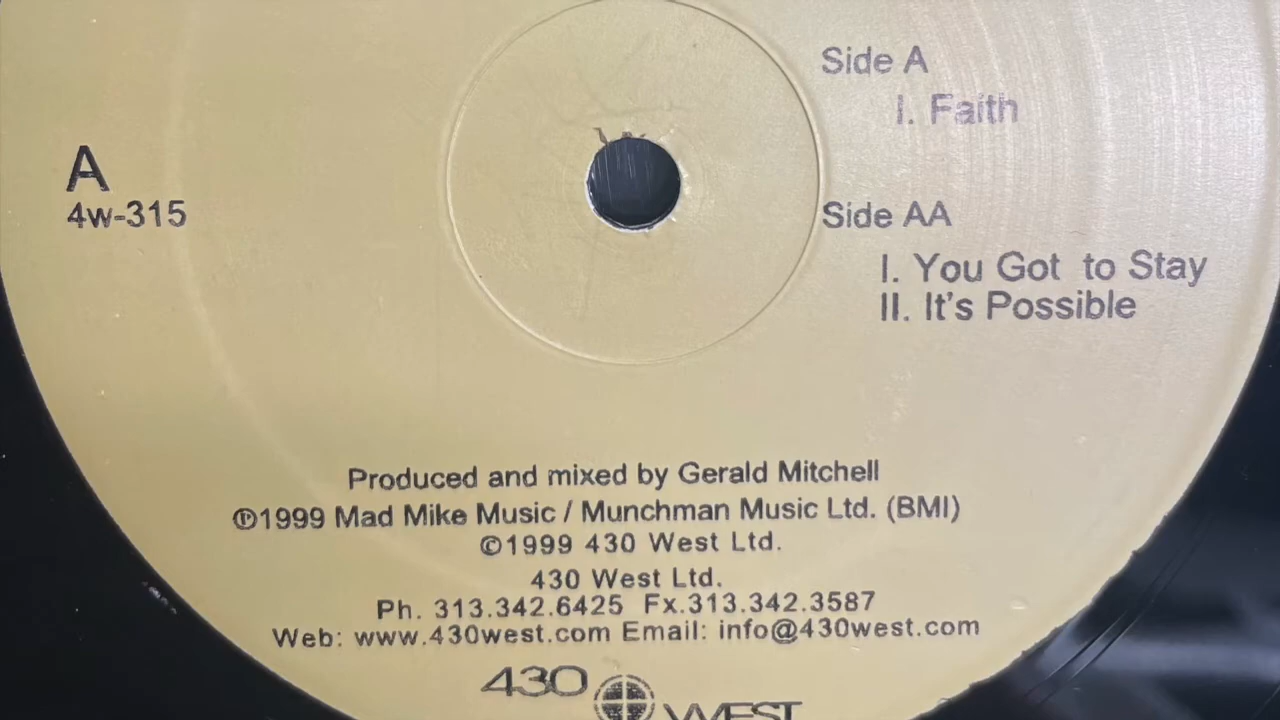 Side A
I. Faith
A
4w-315
Side AA
I. You Got to Stay
II. It's Possible
Produced and mixed by Gerald Mitchell
℗1999 Mad Mike Music / Munchman Music Ltd. (BMI)
©1999 430 West Ltd.
430 West Ltd.
Ph. 313.342.6425 Fx.313.342.3587
Web: www.430west.com Email: info@430west.com
430
WEST